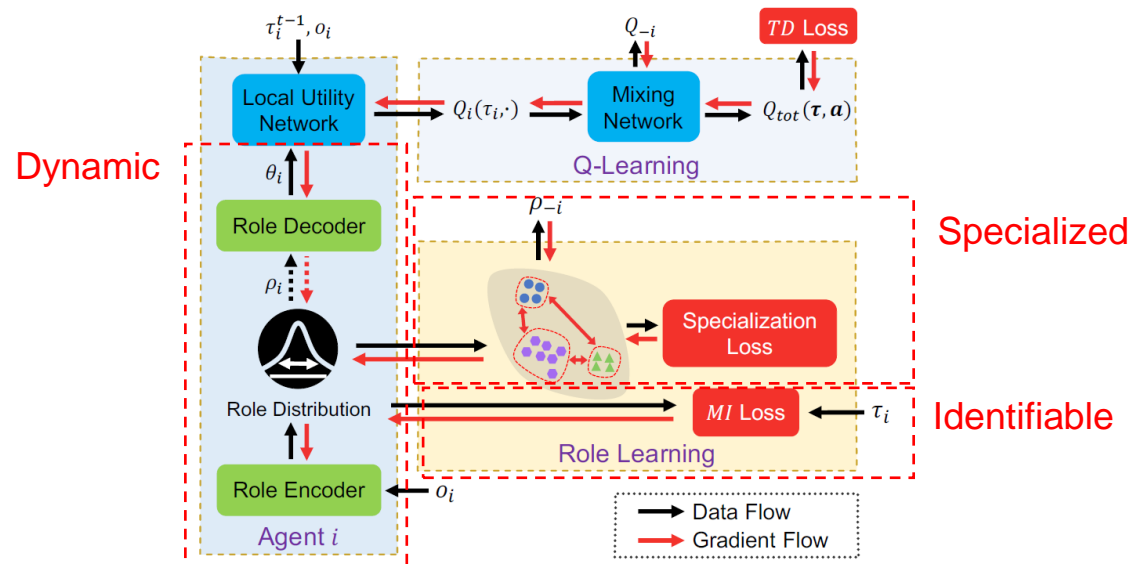 τ_i^{t−1}, o_i
Q_{−i}
TD Loss
Local Utility
Network
Q_i(τ_i,·)
Mixing
Network
Q_{tot}(τ, a)
Q-Learning
Dynamic
θ_i
Role Decoder
ρ_i
ρ_{−i}
Specialized
Specialization
Loss
Role Distribution
MI Loss
τ_i
Identifiable
Role Learning
Role Encoder
o_i
Agent i
Data Flow
Gradient Flow